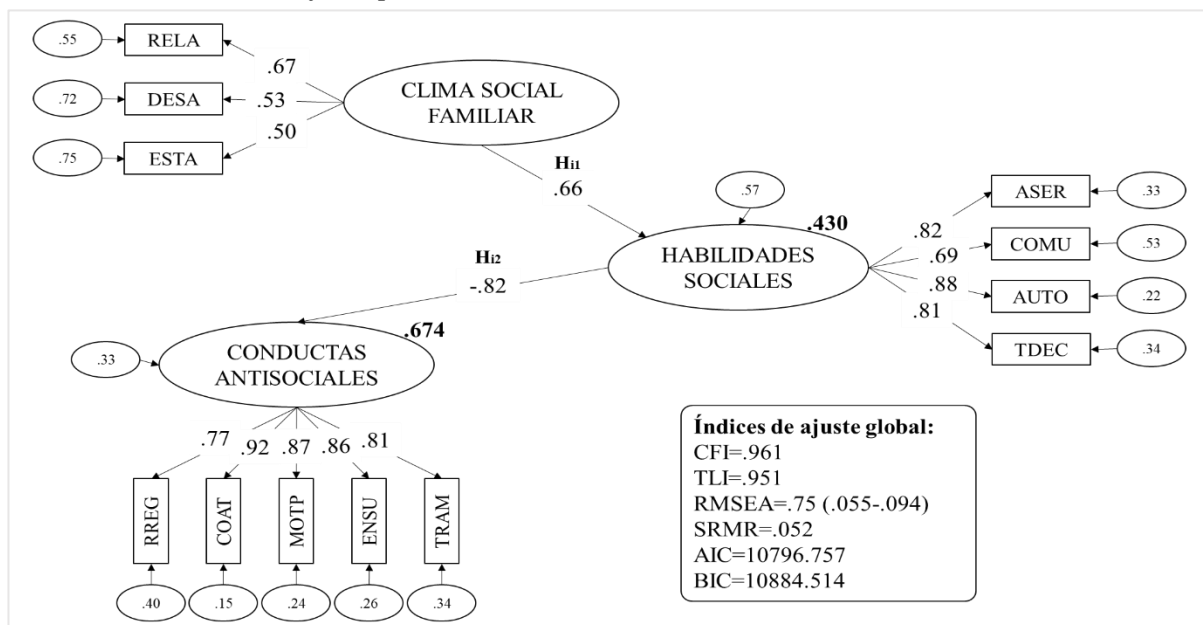 .55
RELA
.67
.72
DESA
.53
.75
ESTA
.50
CLIMA SOCIAL
FAMILIAR
Hi1
.66
.57
.430
HABILIDADES
SOCIALES
.82
ASER
.33
.69
COMU
.53
.88
AUTO
.22
.81
TDEC
.34
Hi2
-.82
.674
.33
CONDUCTAS
ANTISOCIALES
.77
.92
.87
.86
.81
RREG
COAT
MOTP
ENSU
TRAM
.40
.15
.24
.26
.34
Índices de ajuste global:
CFI=.961
TLI=.951
RMSEA=.75 (.055-.094)
SRMR=.052
AIC=10796.757
BIC=10884.514